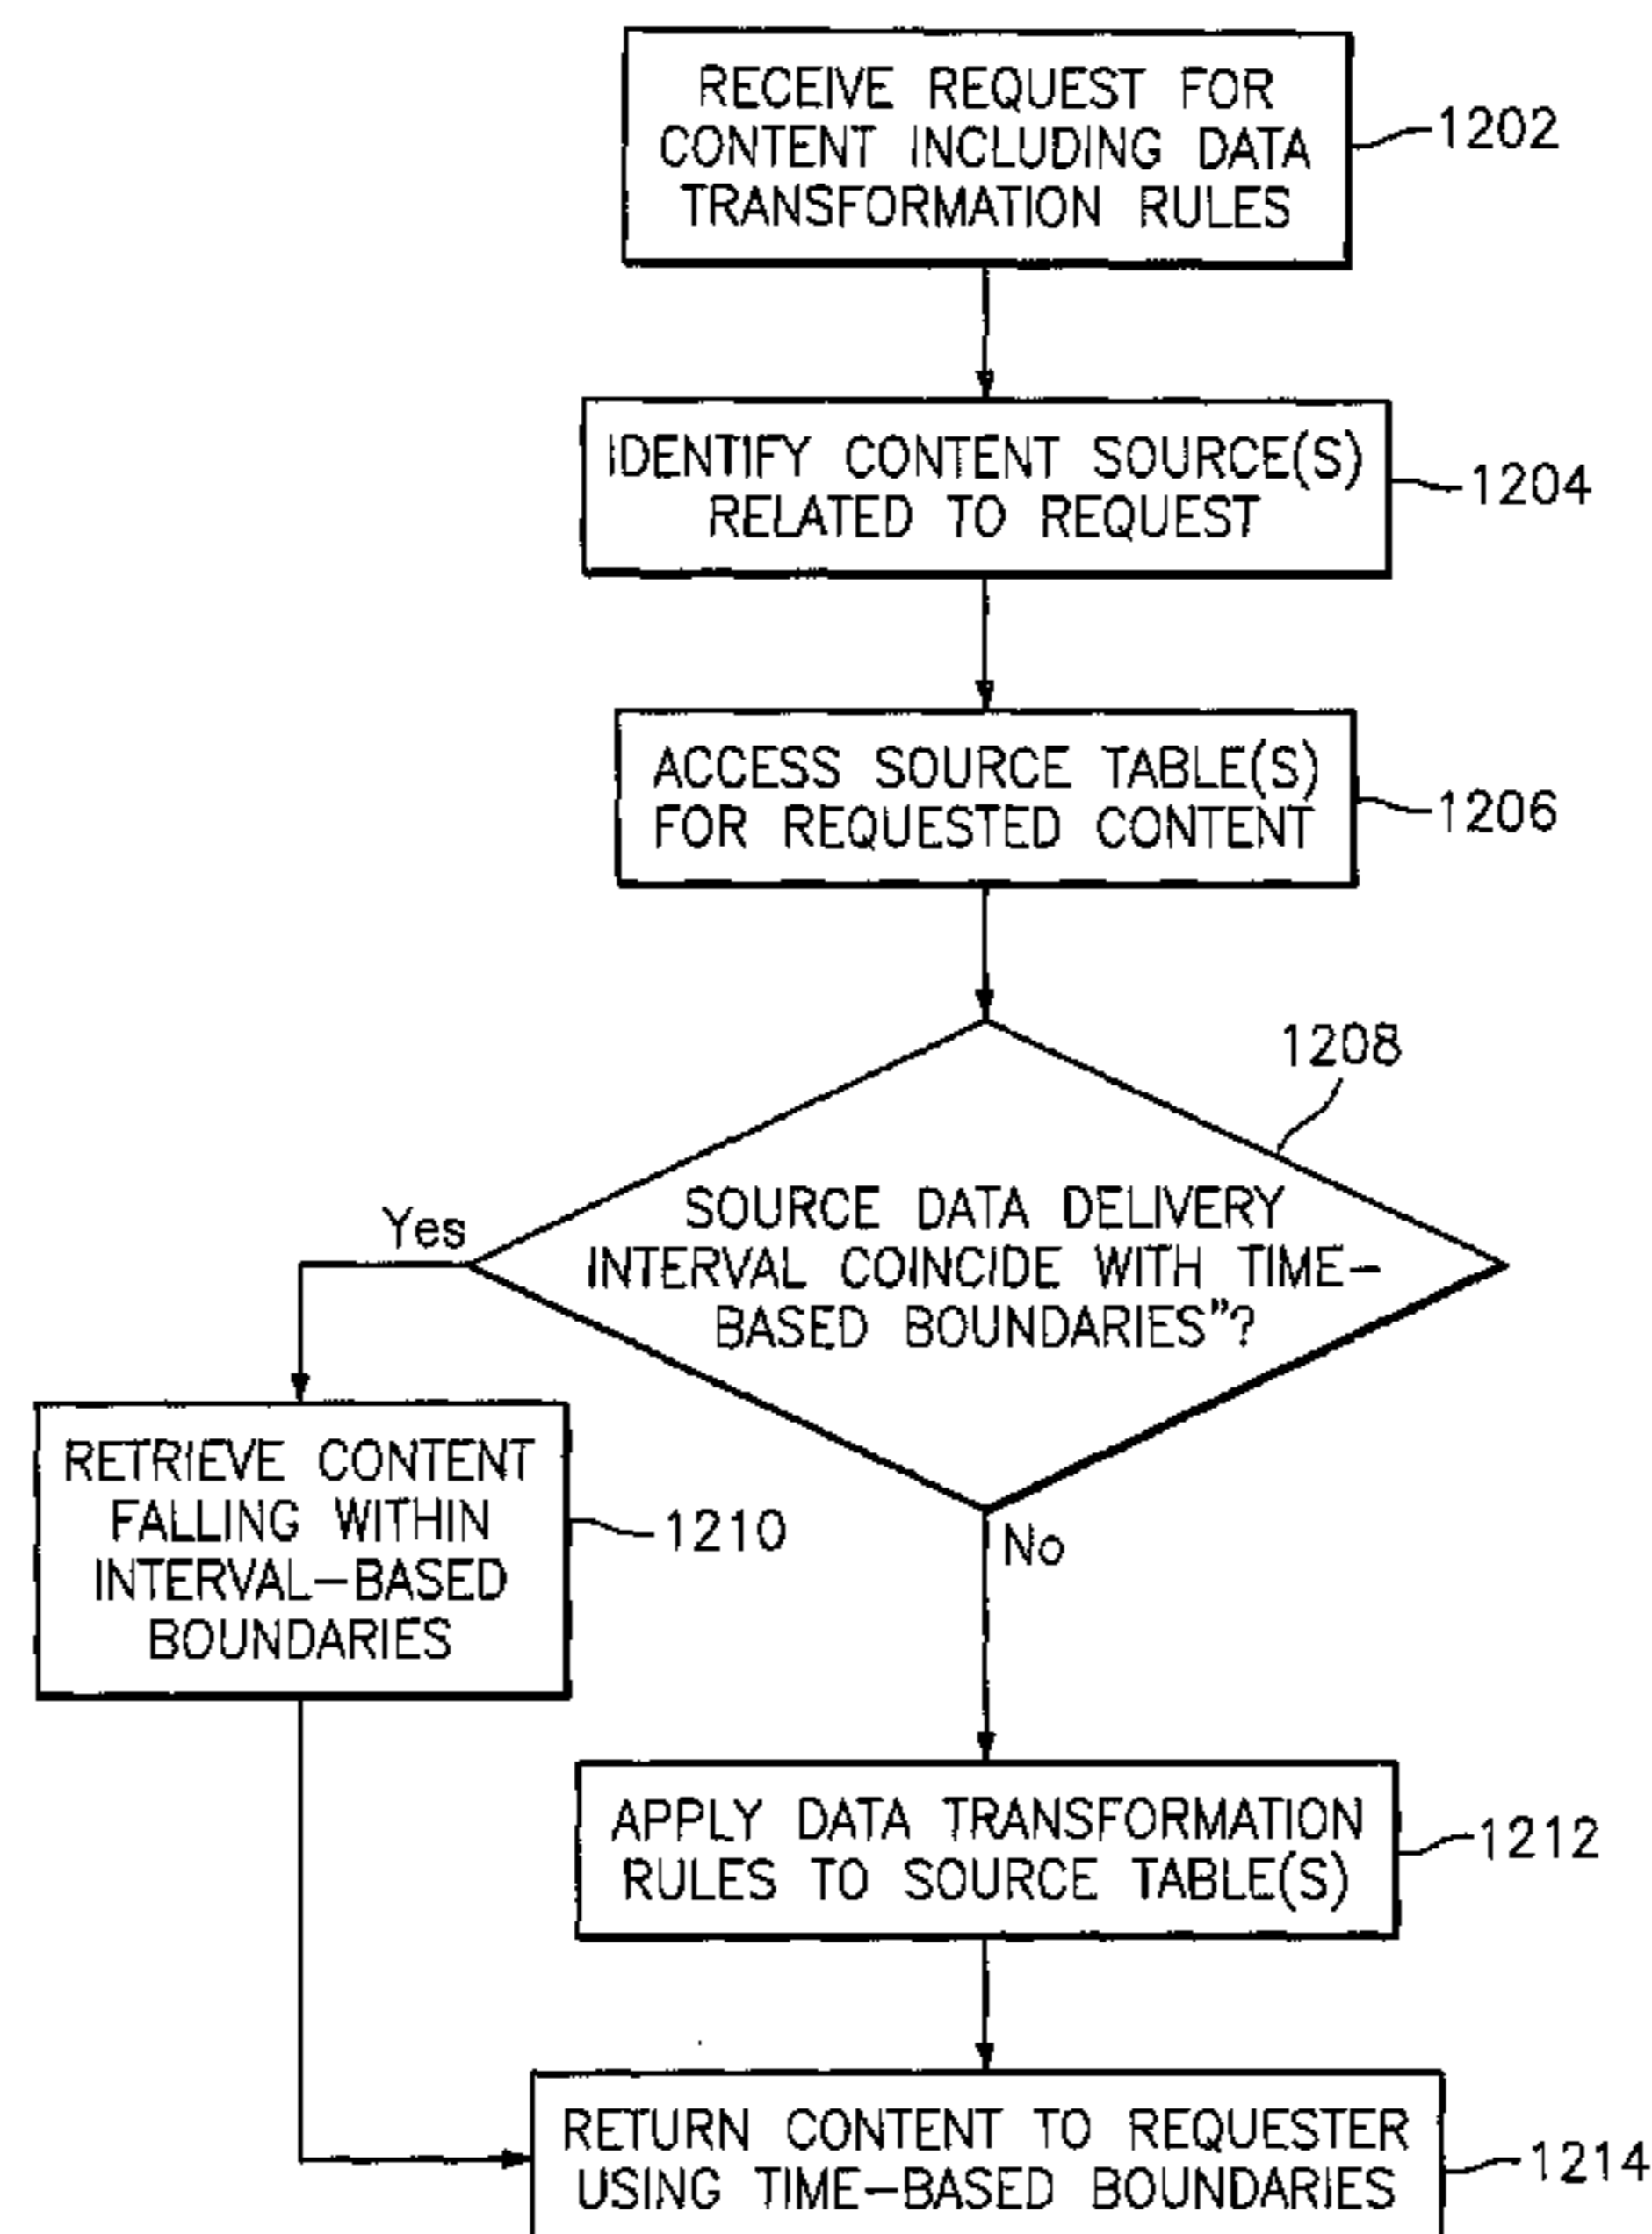 RECEIVE REQUEST FOR
CONTENT INCLUDING DATA
TRANSFORMATION RULES
1202
IDENTIFY CONTENT SOURCE(S)
RELATED TO REQUEST
1204
ACCESS SOURCE TABLE(S)
FOR REQUESTED CONTENT
1206
1208
SOURCE DATA DELIVERY
INTERVAL COINCIDE WITH TIME-
BASED BOUNDARIES"?
Yes
No
RETRIEVE CONTENT
FALLING WITHIN
INTERVAL-BASED
BOUNDARIES
1210
APPLY DATA TRANSFORMATION
RULES TO SOURCE TABLE(S)
1212
RETURN CONTENT TO REQUESTER
USING TIME-BASED BOUNDARIES
1214